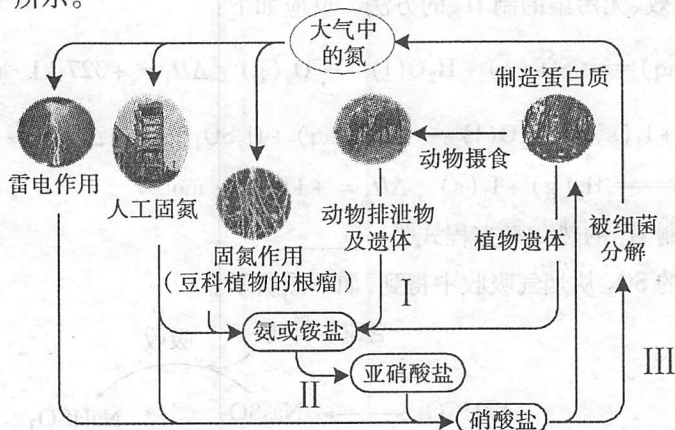 所示。
大气中
的氮
制造蛋白质
动物摄食
雷电作用
人工固氮
固氮作用
(豆科植物的根瘤)
动物排泄物
及遗体
植物遗体
被细菌
分解
I
氨或铵盐
II
亚硝酸盐
III
硝酸盐